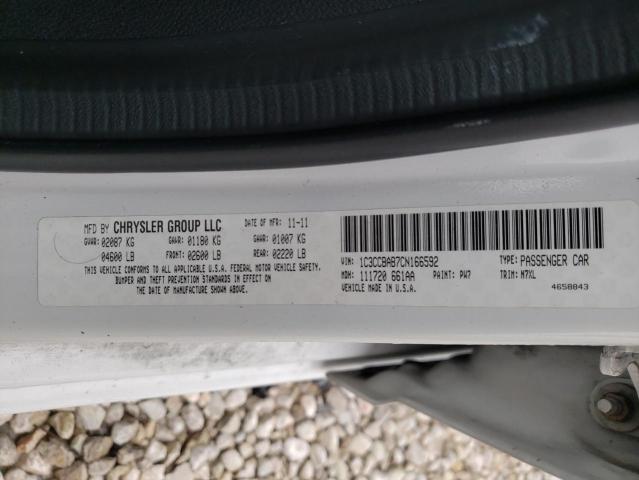 MFD BY CHRYSLER GROUP LLC DATE OF MFR: 11-11
GVWR: 02087 KG GAWR: 01180 KG GAWR: 01007 KG
04600 LB FRONT: 02600 LB REAR: 02220 LB
THIS VEHICLE CONFORMS TO ALL APPLICABLE U.S.A. FEDERAL MOTOR VEHICLE SAFETY,
BUMPER AND THEFT PREVENTION STANDARDS IN EFFECT ON
THE DATE OF MANUFACTURE SHOWN ABOVE.
VIN: 1C3CCBAB7CN166592 TYPE: PASSENGER CAR
MDH: 111720 661AA PAINT: PW7 TRIM: M7XL
VEHICLE MADE IN U.S.A. 4658843